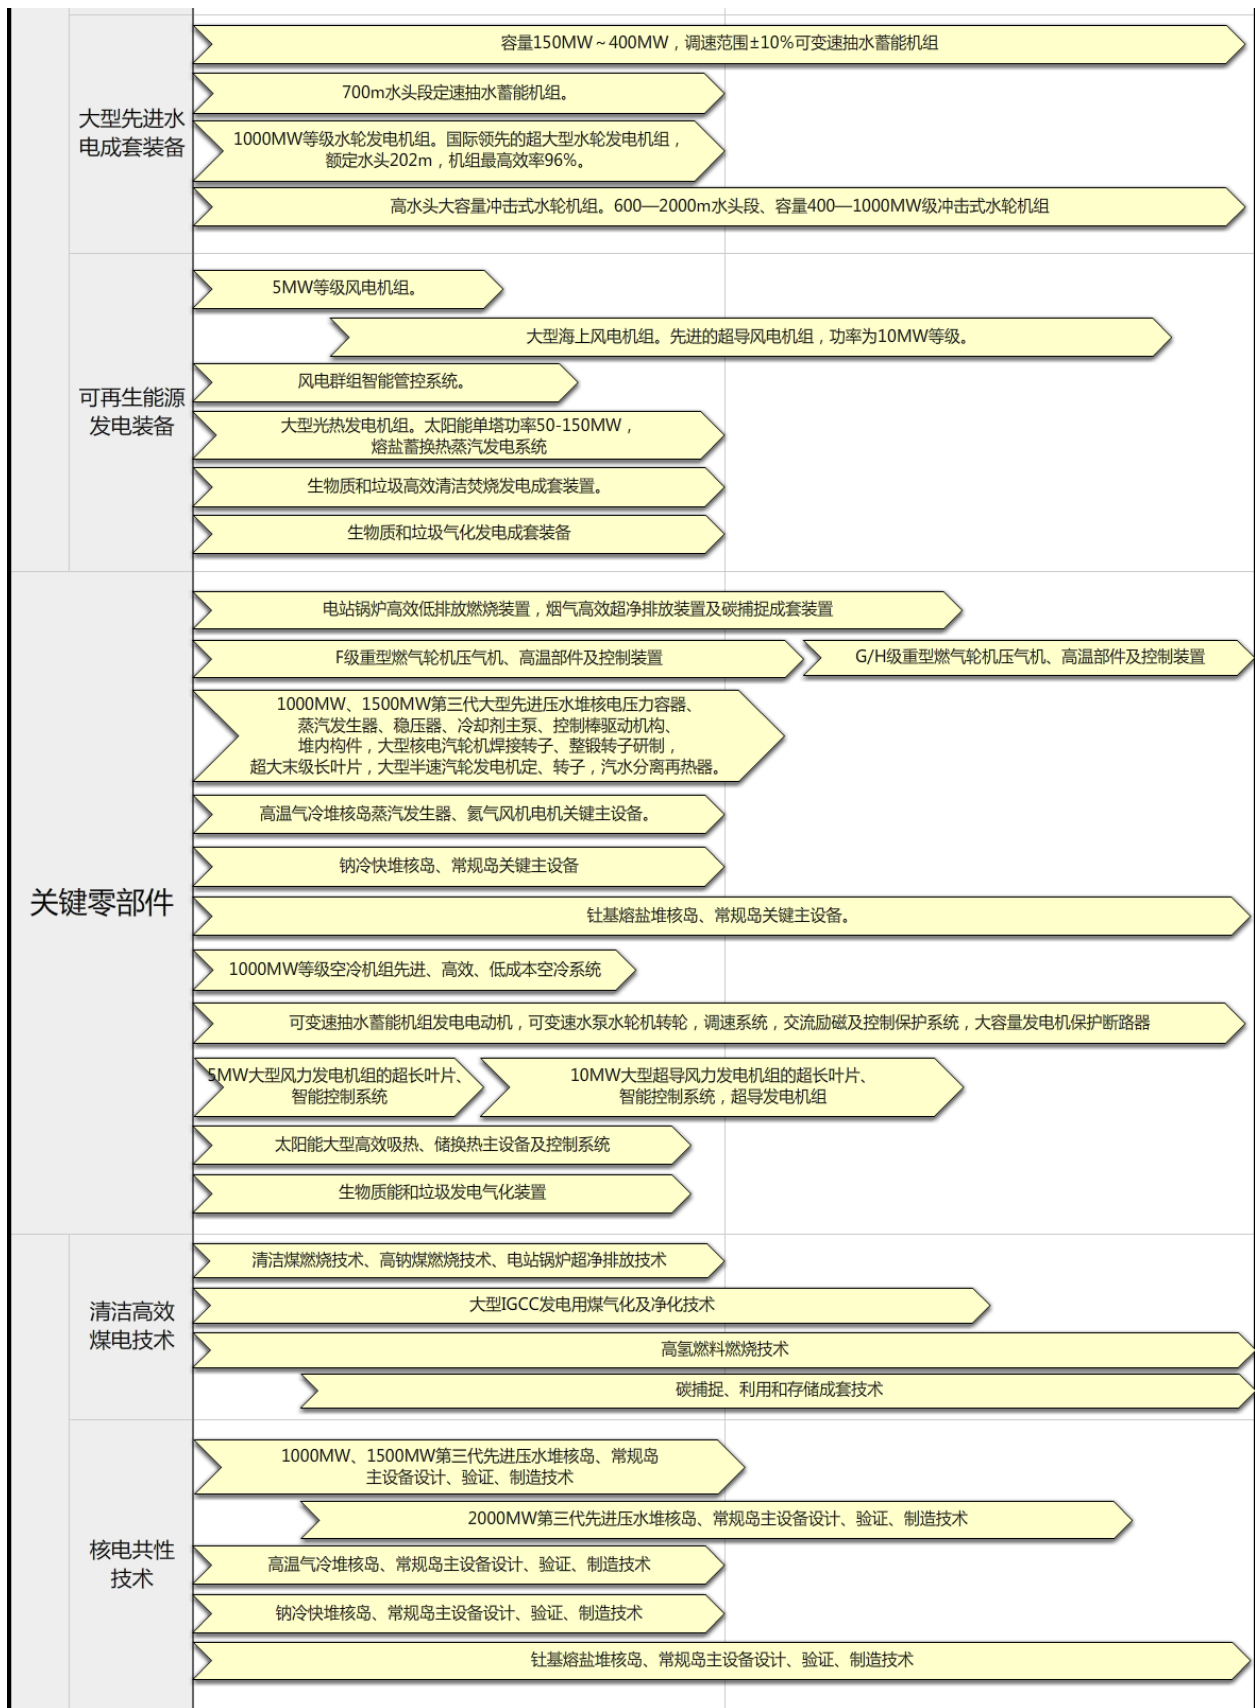 大型先进水
电成套装备
容量150MW～400MW，调速范围±10%可变速抽水蓄能机组
700m水头段定速抽水蓄能机组。
1000MW等级水轮发电机组。国际领先的超大型水轮发电机组，
额定水头202m，机组最高效率96%。
高水头大容量冲击式水轮机组。600—2000m水头段、容量400—1000MW级冲击式水轮机组
可再生能源
发电装备
5MW等级风电机组。
大型海上风电机组。先进的超导风电机组，功率为10MW等级。
风电群组智能管控系统。
大型光热发电机组。太阳能单塔功率50-150MW，
熔盐蓄换热蒸汽发电系统
生物质和垃圾高效清洁焚烧发电成套装置。
生物质和垃圾气化发电成套装备
关键零部件
电站锅炉高效低排放燃烧装置，烟气高效超净排放装置及碳捕捉成套装置
F级重型燃气轮机压气机、高温部件及控制装置
G/H级重型燃气轮机压气机、高温部件及控制装置
1000MW、1500MW第三代大型先进压水堆核电压力容器、
蒸汽发生器、稳压器、冷却剂主泵、控制棒驱动机构、
堆内构件，大型核电汽轮机焊接转子、整锻转子研制，
超大末级长叶片，大型半速汽轮发电机定、转子，汽水分离再热器。
高温气冷堆核岛蒸汽发生器、氦气风机电机关键主设备。
钠冷快堆核岛、常规岛关键主设备
钍基熔盐堆核岛、常规岛关键主设备。
1000MW等级空冷机组先进、高效、低成本空冷系统
可变速抽水蓄能机组发电电动机，可变速水泵水轮机转轮，调速系统，交流励磁及控制保护系统，大容量发电机保护断路器
5MW大型风力发电机组的超长叶片、
智能控制系统
10MW大型超导风力发电机组的超长叶片、
智能控制系统，超导发电机组
太阳能大型高效吸热、储换热主设备及控制系统
生物质能和垃圾发电气化装置
清洁高效
煤电技术
清洁煤燃烧技术、高钠煤燃烧技术、电站锅炉超净排放技术
大型IGCC发电用煤气化及净化技术
高氢燃料燃烧技术
碳捕捉、利用和存储成套技术
核电共性
技术
1000MW、1500MW第三代先进压水堆核岛、常规岛
主设备设计、验证、制造技术
2000MW第三代先进压水堆核岛、常规岛主设备设计、验证、制造技术
高温气冷堆核岛、常规岛主设备设计、验证、制造技术
钠冷快堆核岛、常规岛主设备设计、验证、制造技术
钍基熔盐堆核岛、常规岛主设备设计、验证、制造技术